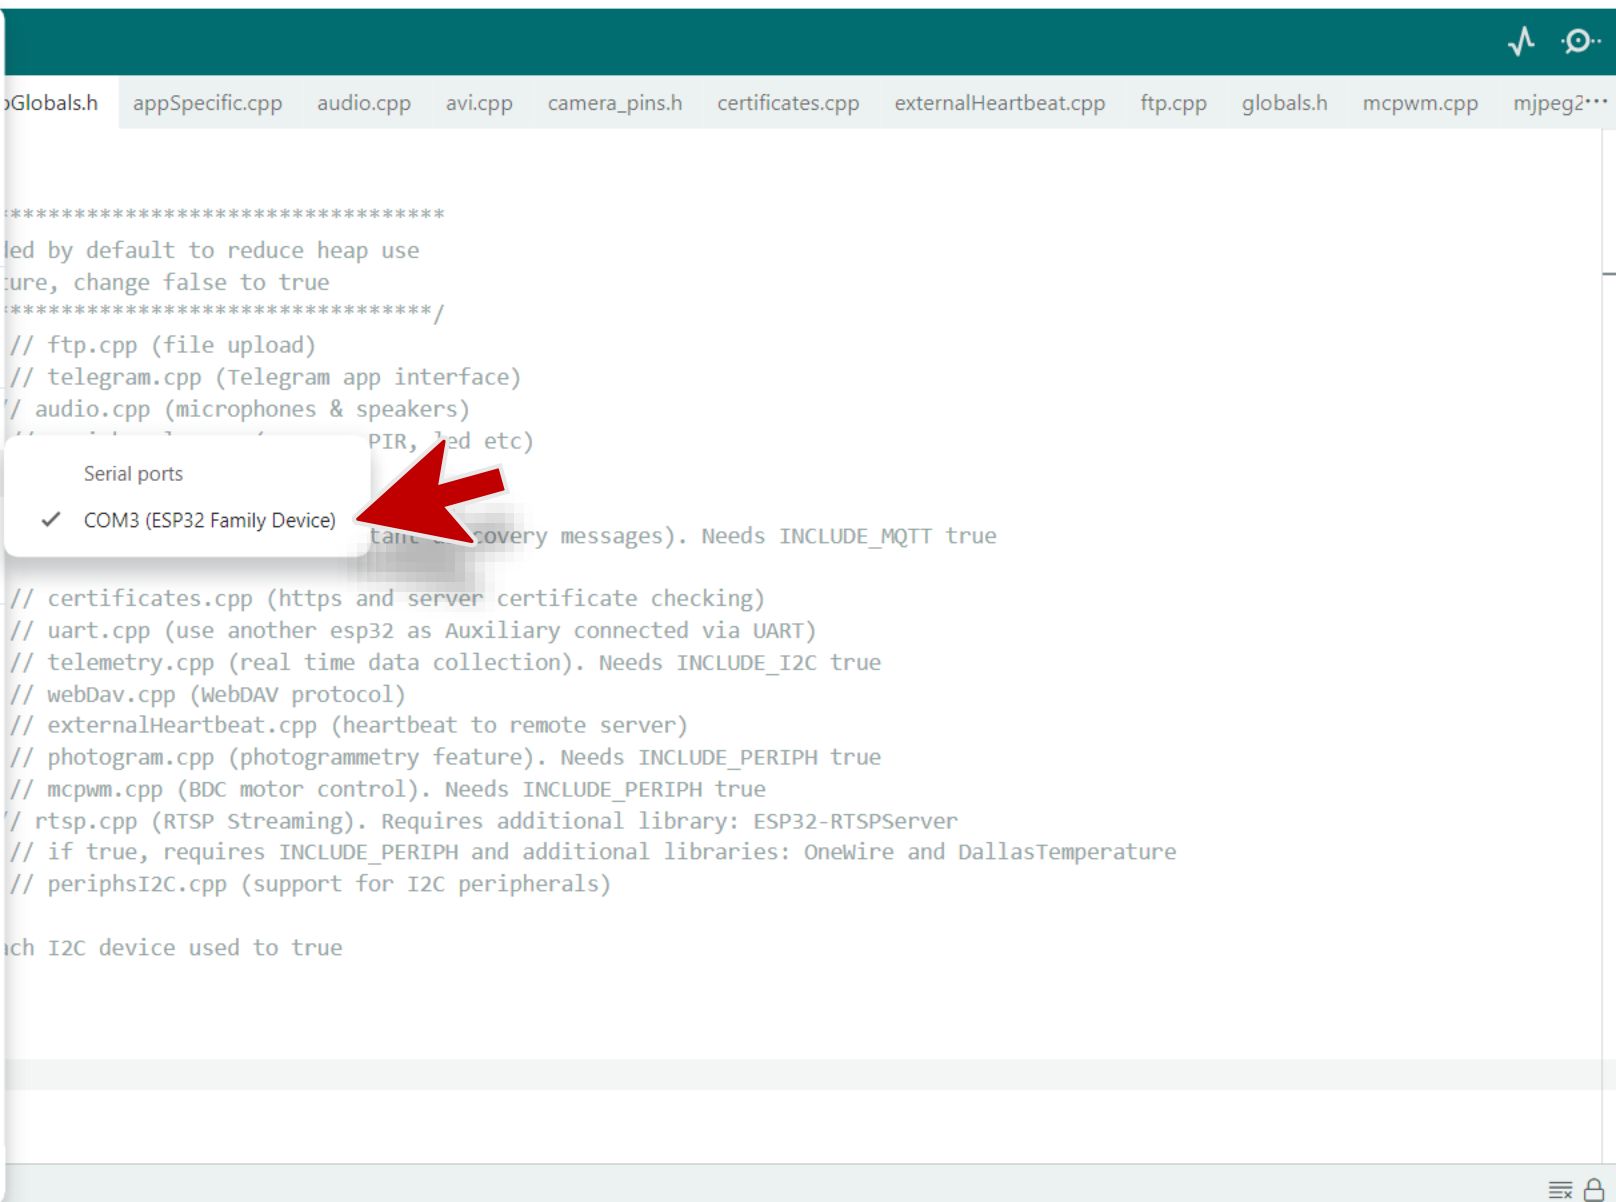 Globals.h appSpecific.cpp audio.cpp avi.cpp camera_pins.h certificates.cpp externalHeartbeat.cpp ftp.cpp globals.h mcpwm.cpp mjpeg2···
***********************************
by default to reduce heap use
change false to true
**********************************/
// ftp.cpp (file upload)
// telegram.cpp (Telegram app interface)
// audio.cpp (microphones & speakers)
PIR, led etc)
Serial ports
COM3 (ESP32 Family Device)
messages). Needs INCLUDE_MQTT true
// certificates.cpp (https and server certificate checking)
// uart.cpp (use another esp32 as Auxiliary connected via UART)
// telemetry.cpp (real time data collection). Needs INCLUDE_I2C true
// webDav.cpp (WebDAV protocol)
// externalHeartbeat.cpp (heartbeat to remote server)
// photogram.cpp (photogrammetry feature). Needs INCLUDE_PERIPH true
// mcpwm.cpp (BDC motor control). Needs INCLUDE_PERIPH true
// rtsp.cpp (RTSP Streaming). Requires additional library: ESP32-RTSPServer
// if true, requires INCLUDE_PERIPH and additional libraries: OneWire and DallasTemperature
// periphsI2C.cpp (support for I2C peripherals)
I2C device used to true